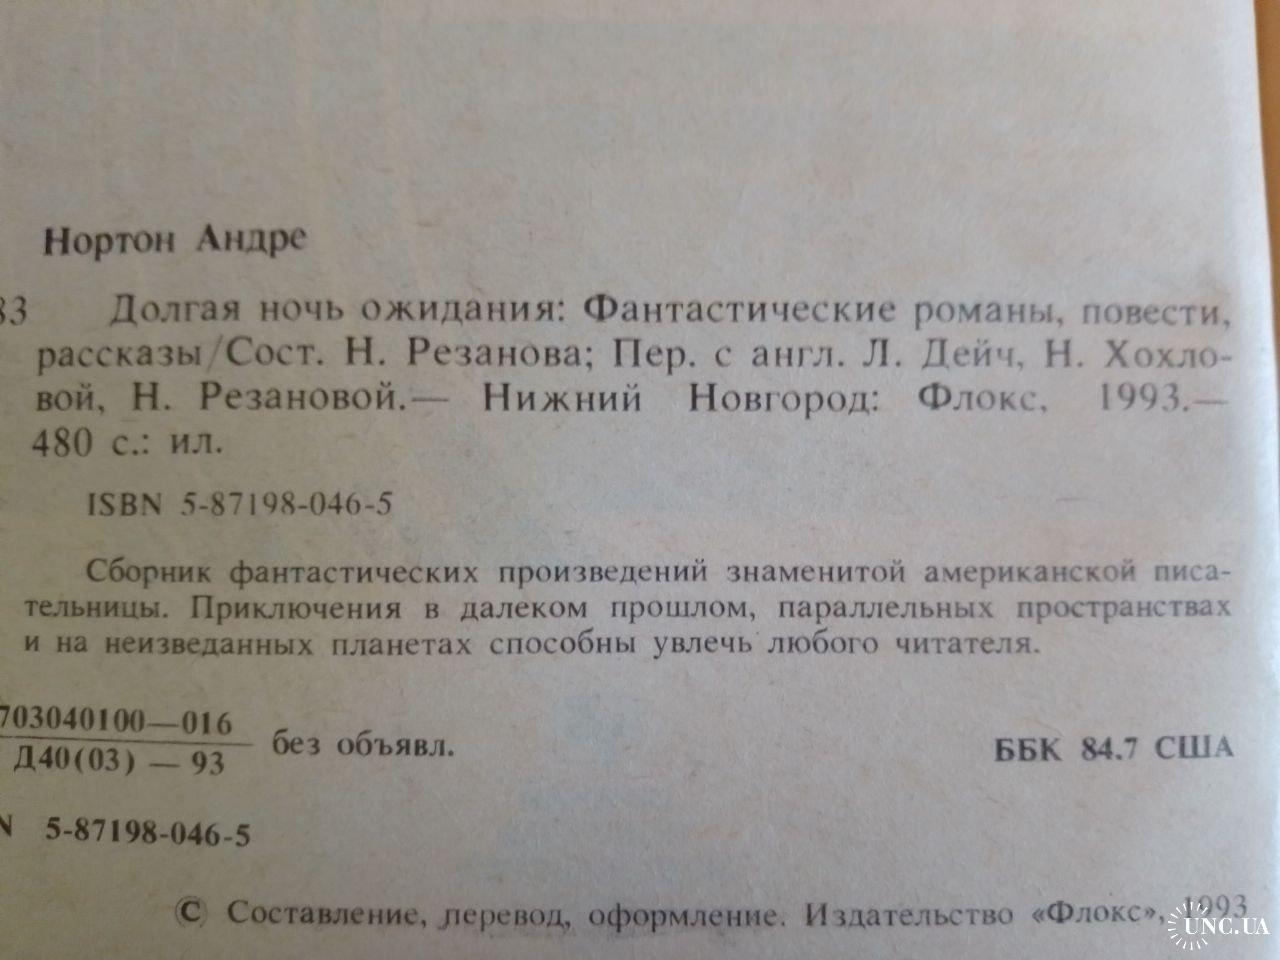 Нортон Андре
83 Долгая ночь ожидания: Фантастические романы, повести,
рассказы/Сост. Н. Резанова; Пер. с англ. Л. Дейч, Н. Хохло-
вой, Н. Резановой.— Нижний Новгород: Флокс, 1993.—
480 с.: ил.
ISBN 5-87198-046-5
Сборник фантастических произведений знаменитой американской писа-
тельницы. Приключения в далеком прошлом, параллельных пространствах
и на неизведанных планетах способны увлечь любого читателя.
703040100—016
Д40(03) — 93
без объявл.
ББК 84.7 США
N 5-87198-046-5
© Составление, перевод, оформление. Издательство «Флокс», 1993
UNC.UA